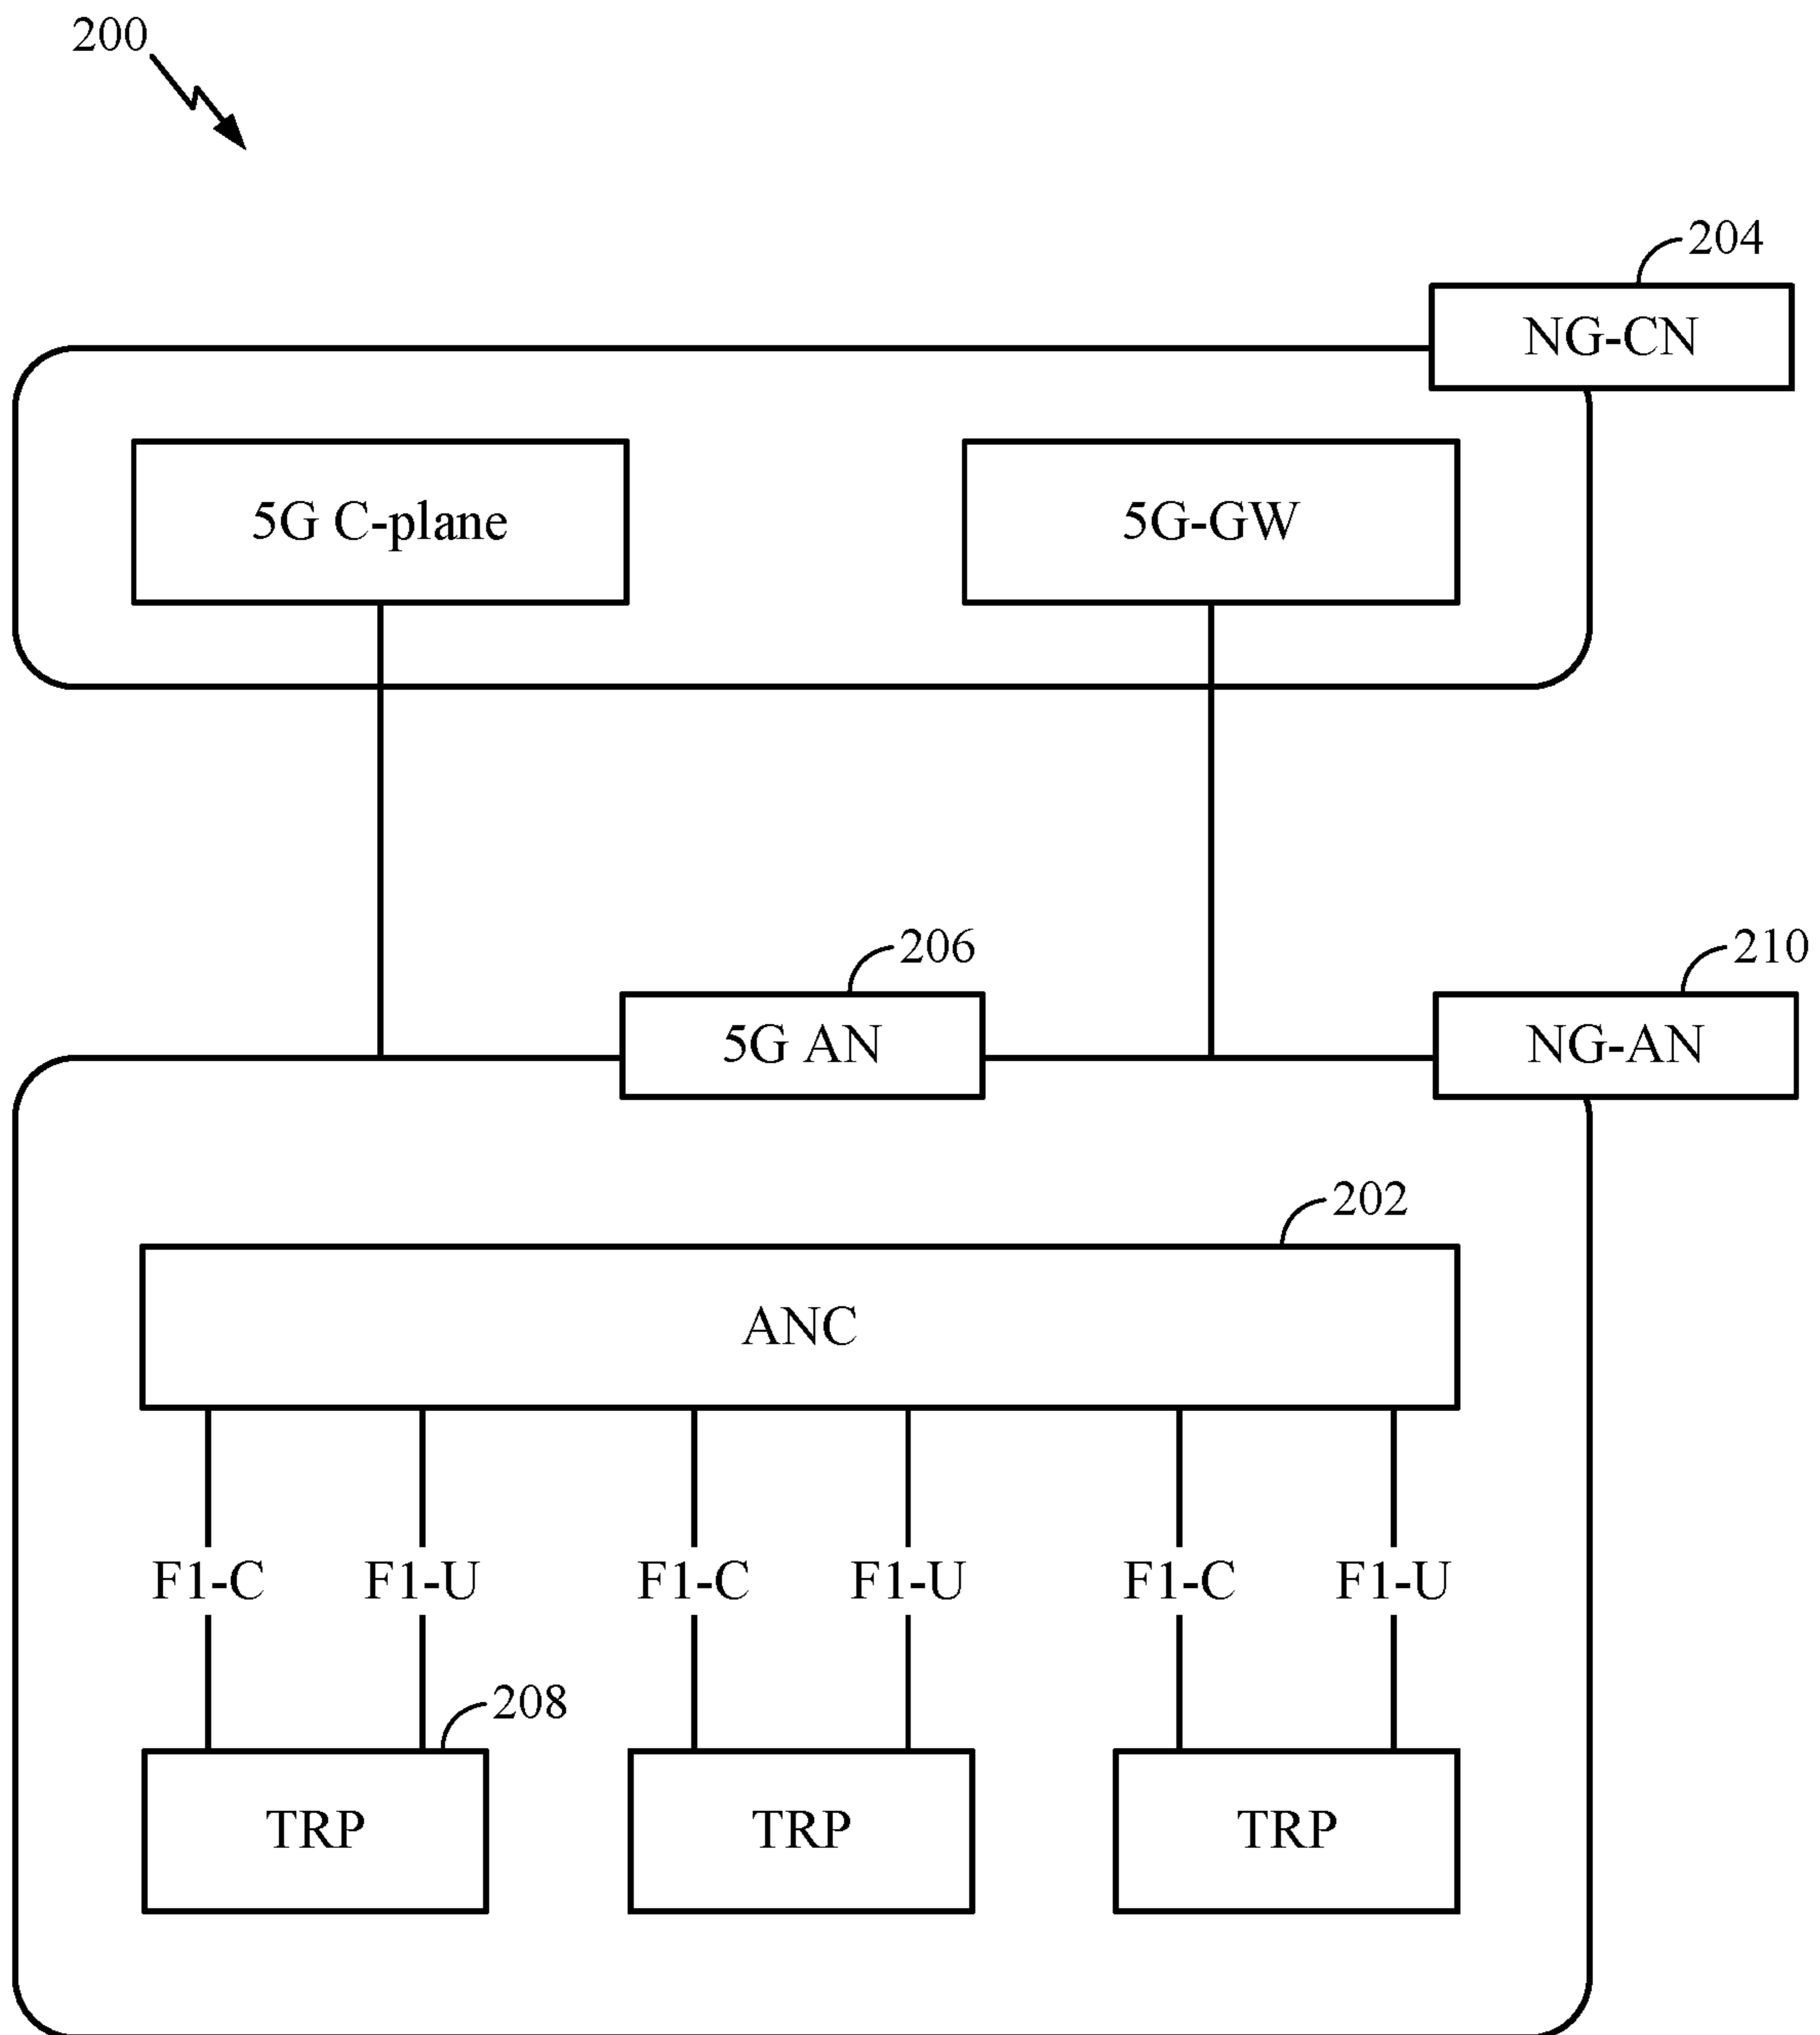 200
204
NG-CN
5G C-plane
5G-GW
206
210
5G AN
NG-AN
202
ANC
F1-C
F1-U
F1-C
F1-U
F1-C
F1-U
208
TRP
TRP
TRP